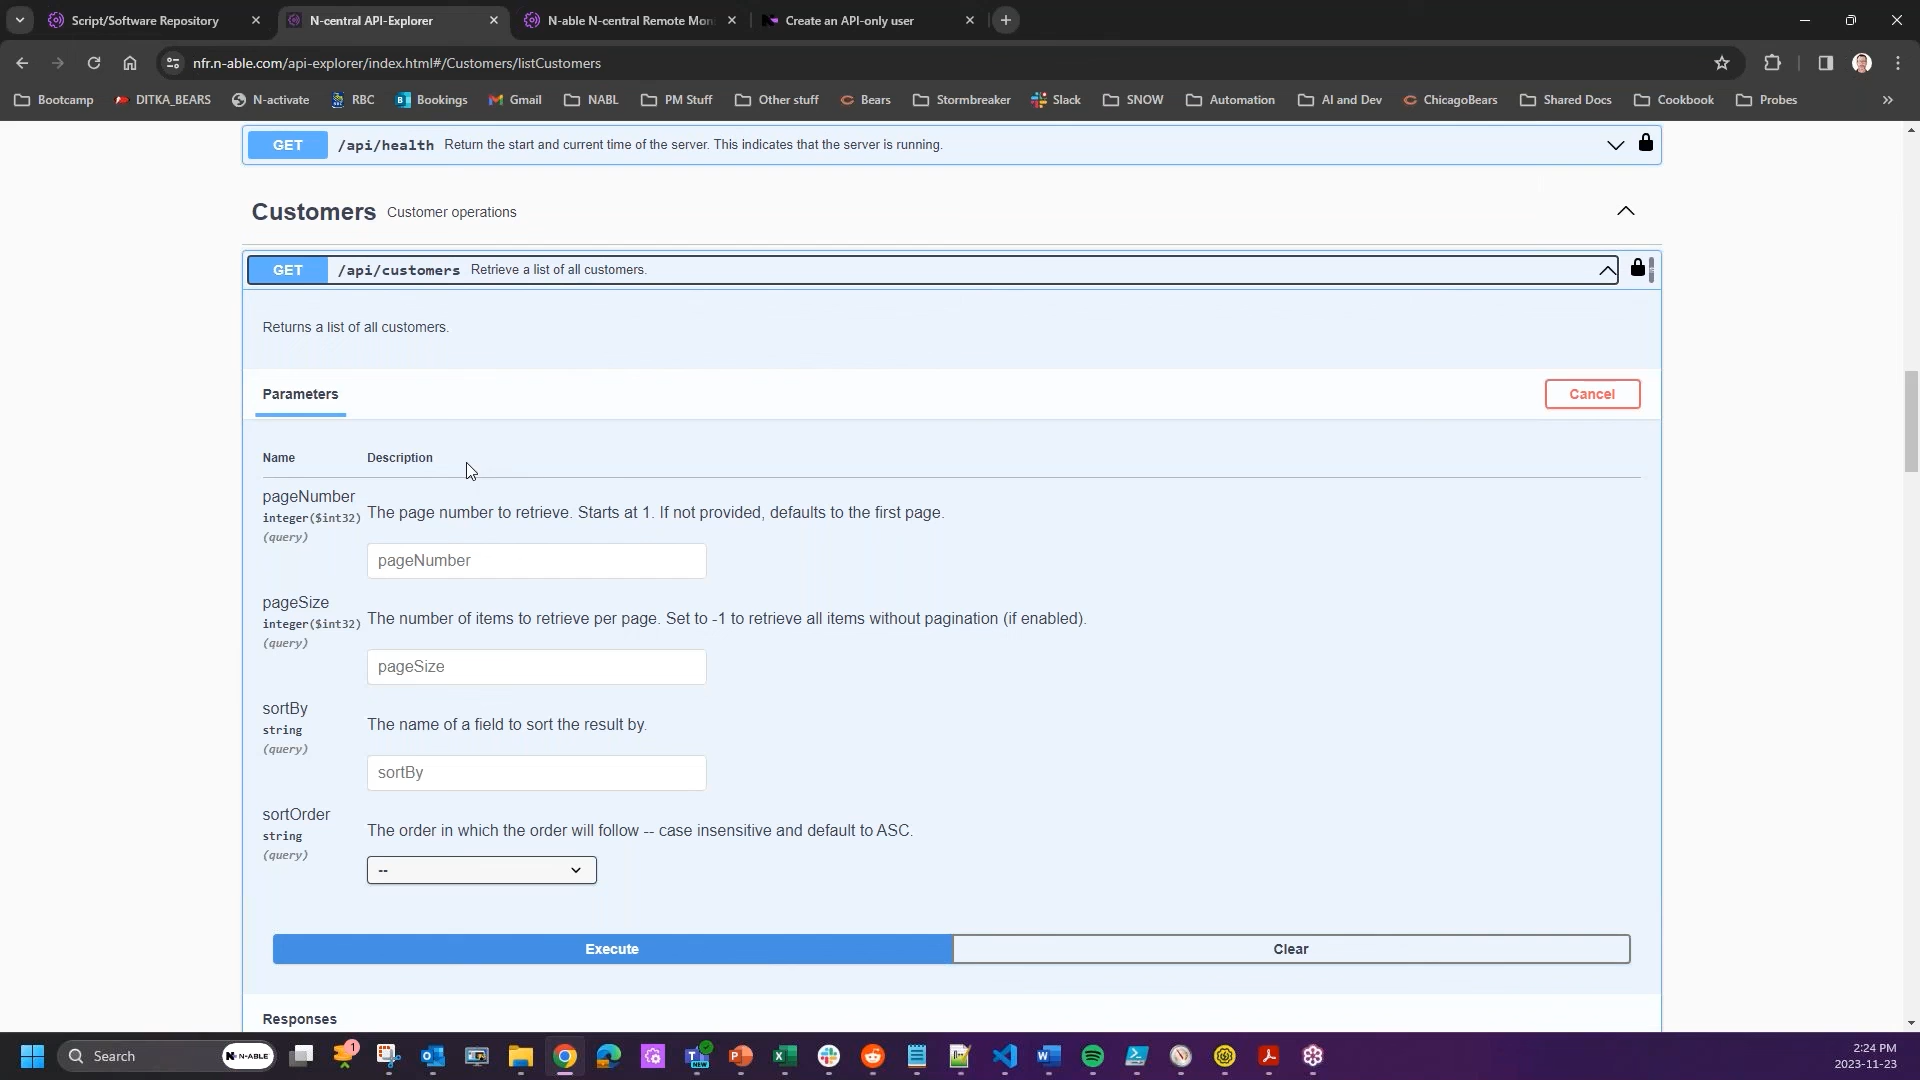 Script/Software Repository
N-central API-Explorer
N-able N-central Remote Mon
Create an API-only user
nfr.n-able.com/api-explorer/index.html#/Customers/listCustomers
Bootcamp
DITKA_BEARS
N-activate
RBC
Bookings
Gmail
NABL
PM Stuff
Other stuff
Bears
Stormbreaker
Slack
SNOW
Automation
AI and Dev
ChicagoBears
Shared Docs
Cookbook
Probes
GET /api/health Return the start and current time of the server. This indicates that the server is running.
Customers Customer operations
GET /api/customers Retrieve a list of all customers.
Returns a list of all customers.
Parameters
Cancel
Name Description
pageNumber
integer($int32)
(query)
The page number to retrieve. Starts at 1. If not provided, defaults to the first page.
pageNumber
pageSize
integer($int32)
(query)
The number of items to retrieve per page. Set to -1 to retrieve all items without pagination (if enabled).
pageSize
sortBy
string
(query)
The name of a field to sort the result by.
sortBy
sortOrder
string
(query)
The order in which the order will follow -- case insensitive and default to ASC.
--
Execute
Clear
Responses
Search
N-ABLE
1
NEW
2:24 PM
2023-11-23